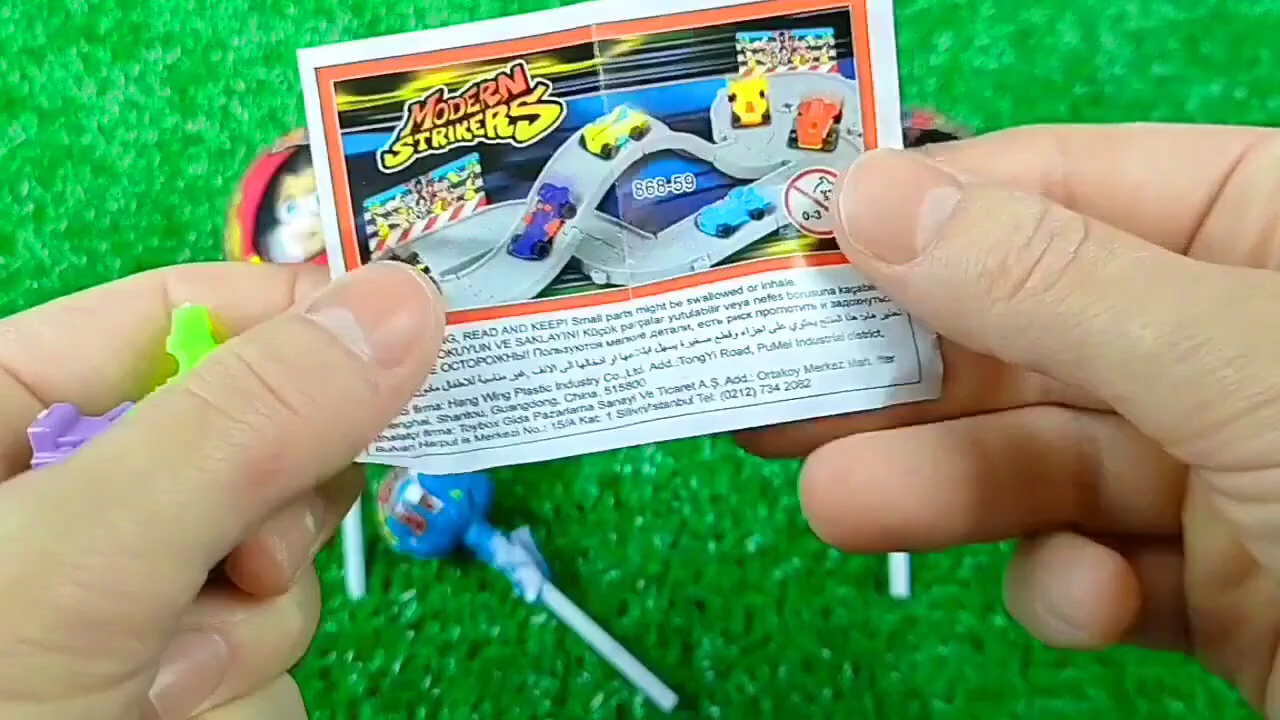 MODERN
STRIKERS
868-59
0-3
READ AND KEEP! Small parts might be swallowed or inhale.
OKUYUN VE SAKLAYIN! Küçük parçalar yutulabilir veya nefes borusuna kaçabi
ОСТОРОЖНЫ! Пользуются мелкие детали, есть риск проглотить и задохнуть
firma: Hang Wing Plastic Industry Co.,Ltd. Add.:TongYi Road, PuMei Industrial district,
Shantou, Guangdong, China. 515800
firma: Toybox Gıda Pazarlama Sanayi Ve Ticaret A.Ş. Add.: Ortaköy Merkez Mah.
Harput iş Merkezi No.: 15/A Kat: 1 Silivri/İstanbul Tel: (0212) 734 2082